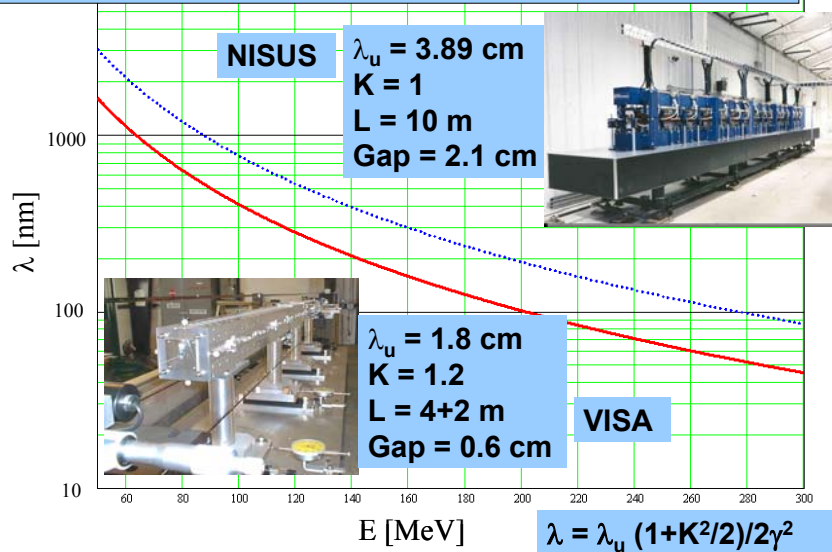 NISUS
λu = 3.89 cm
K = 1
L = 10 m
Gap = 2.1 cm
1000
100
10
λ [nm]
λu = 1.8 cm
K = 1.2
L = 4+2 m
Gap = 0.6 cm
VISA
60 80 100 120 140 160 180 200 220 240 260 280 300
E [MeV]
λ = λu (1+K²/2)/2γ²